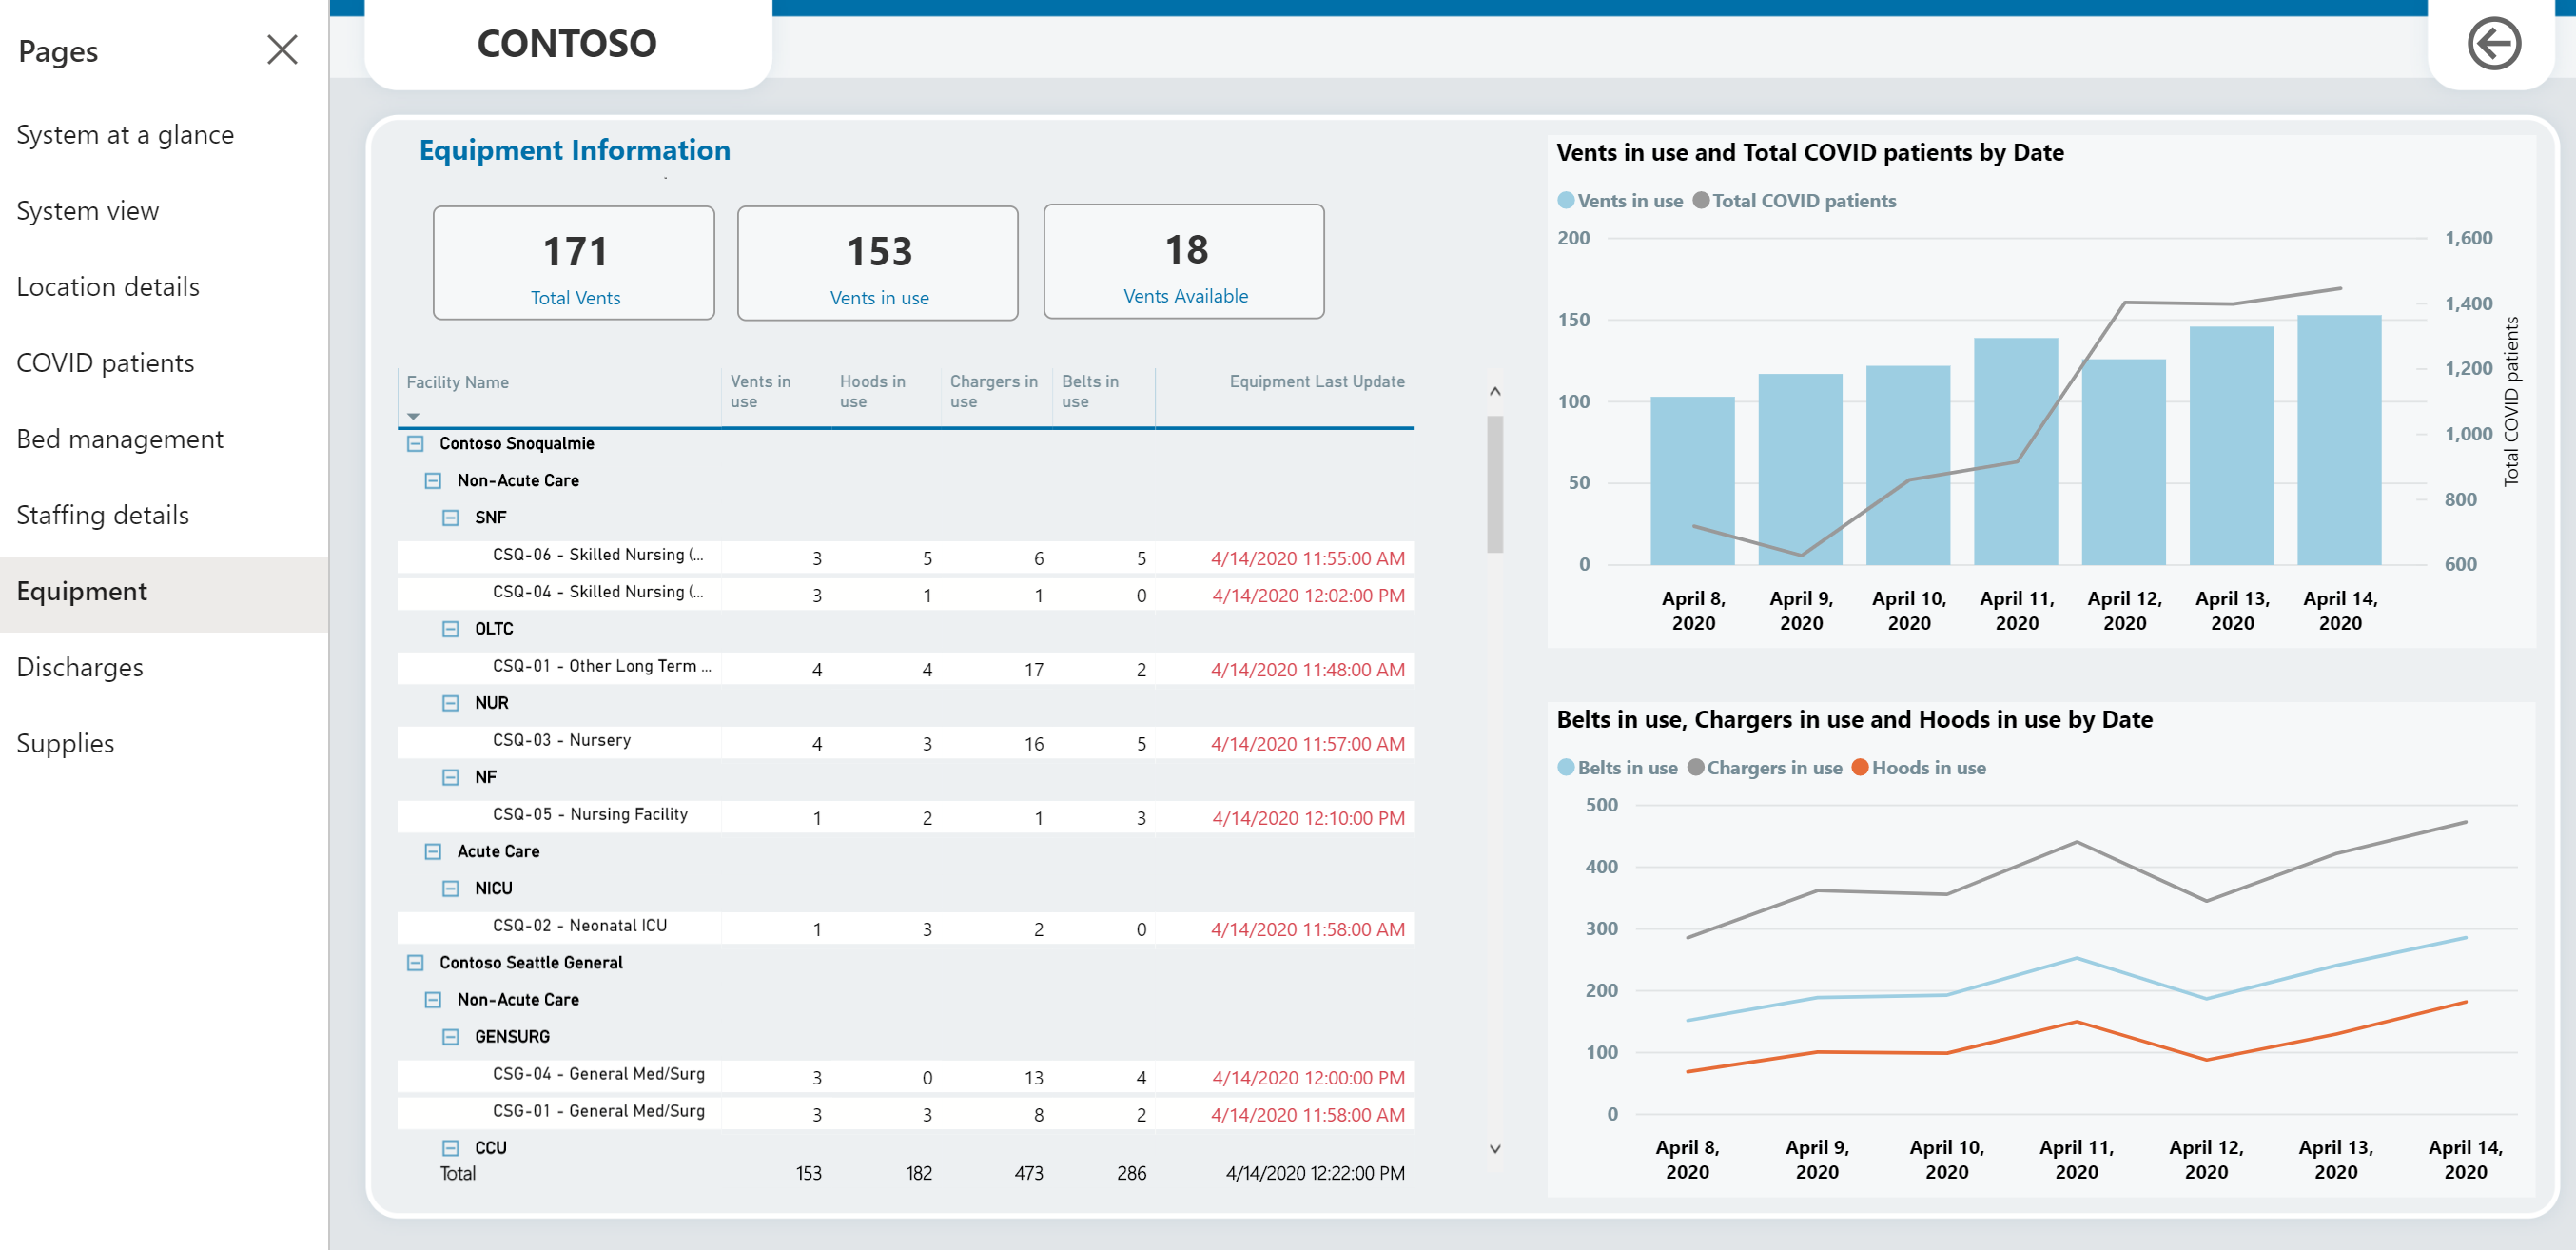 Pages
System at a glance
System view
Location details
COVID patients
Bed management
Staffing details
Equipment
Discharges
Supplies
CONTOSO
Equipment Information
171
Total Vents
153
Vents in use
18
Vents Available
Facility Name Vents in use Hoods in use Chargers in use Belts in use Equipment Last Update
Contoso Snoqualmie
Non-Acute Care
SNF
CSQ-06 - Skilled Nursing (... 3 5 6 5 4/14/2020 11:55:00 AM
CSQ-04 - Skilled Nursing (... 3 1 1 0 4/14/2020 12:02:00 PM
OLTC
CSQ-01 - Other Long Term ... 4 4 17 2 4/14/2020 11:48:00 AM
NUR
CSQ-03 - Nursery 4 3 16 5 4/14/2020 11:57:00 AM
NF
CSQ-05 - Nursing Facility 1 2 1 3 4/14/2020 12:10:00 PM
Acute Care
NICU
CSQ-02 - Neonatal ICU 1 3 2 0 4/14/2020 11:58:00 AM
Contoso Seattle General
Non-Acute Care
GENSURG
CSG-04 - General Med/Surg 3 0 13 4 4/14/2020 12:00:00 PM
CSG-01 - General Med/Surg 3 3 8 2 4/14/2020 11:58:00 AM
CCU
Total 153 182 473 286 4/14/2020 12:22:00 PM
Vents in use and Total COVID patients by Date
Vents in use Total COVID patients
200 1,600
1,400
150
1,200
100
1,000
50
800
0 600
Total COVID patients
April 8, April 9, April 10, April 11, April 12, April 13, April 14,
2020 2020 2020 2020 2020 2020 2020
Belts in use, Chargers in use and Hoods in use by Date
Belts in use Chargers in use Hoods in use
500
400
300
200
100
0
April 8, April 9, April 10, April 11, April 12, April 13, April 14,
2020 2020 2020 2020 2020 2020 2020